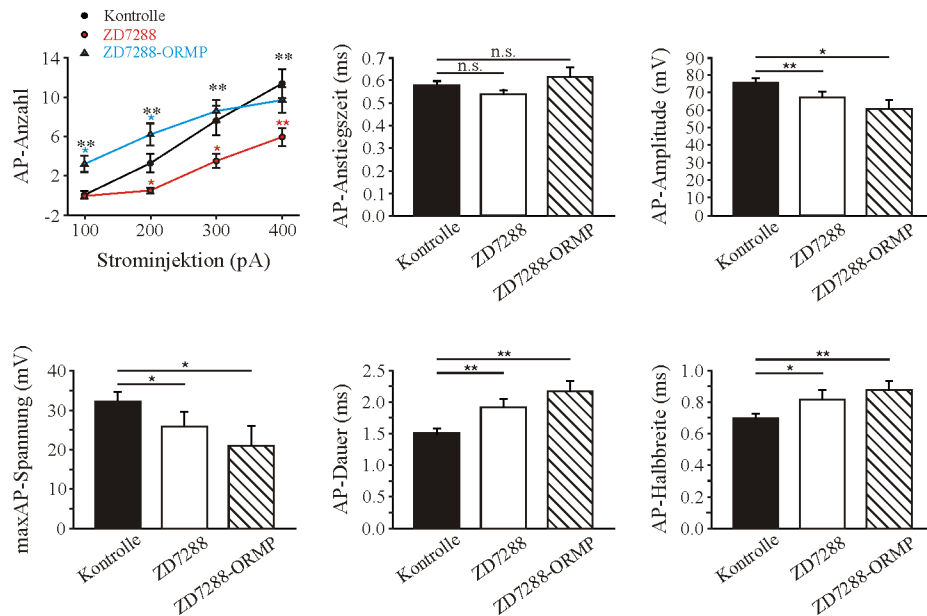 Kontrolle
ZD7288
ZD7288-ORMP
AP-Anzahl
14
10
6
2
-2
** ** ** **
* *
* * **
100 200 300 400
Strominjektion (pA)
AP-Anstiegszeit (ms)
0.7
0.6
0.5
0.4
0.3
0.2
0.1
0.0
n.s.
n.s.
Kontrolle
ZD7288
ZD7288-ORMP
AP-Amplitude (mV)
90
80
70
60
50
40
30
20
10
0
*
**
Kontrolle
ZD7288
ZD7288-ORMP
maxAP-Spannung (mV)
40
30
20
10
0
*
*
Kontrolle
ZD7288
ZD7288-ORMP
AP-Dauer (ms)
2.5
2.0
1.5
1.0
0.5
0.0
**
**
Kontrolle
ZD7288
ZD7288-ORMP
AP-Halbbreite (ms)
1.0
0.8
0.6
0.4
0.2
0.0
**
*
Kontrolle
ZD7288
ZD7288-ORMP